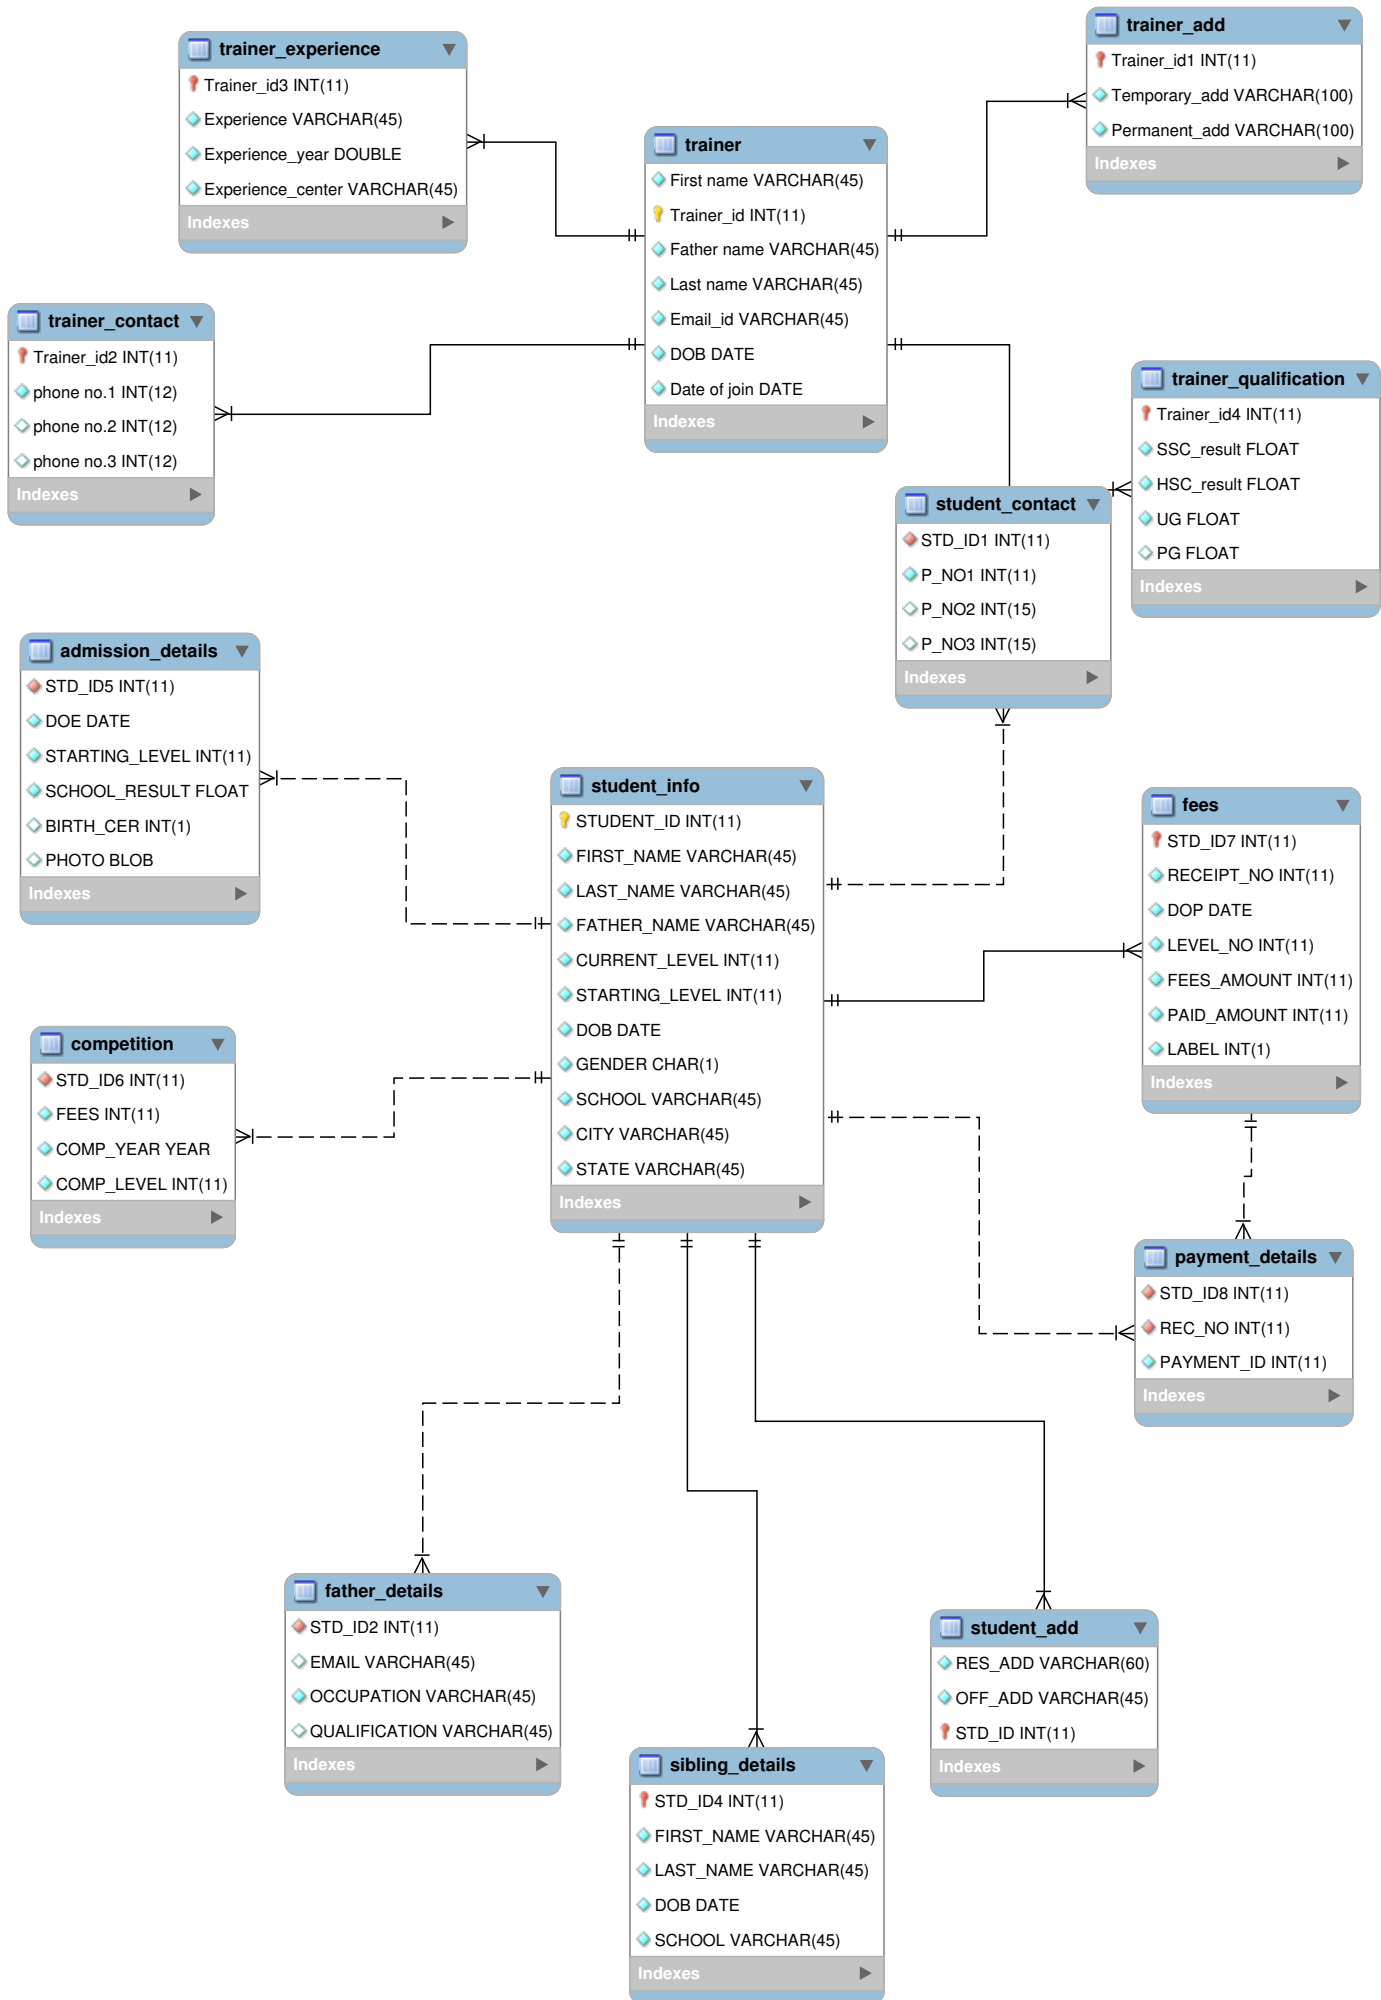 trainer_experience
Trainer_id3 INT(11)
Experience VARCHAR(45)
Experience_year DOUBLE
Experience_center VARCHAR(45)
Indexes
trainer_add
Trainer_id1 INT(11)
Temporary_add VARCHAR(100)
Permanent_add VARCHAR(100)
Indexes
trainer
First name VARCHAR(45)
Trainer_id INT(11)
Father name VARCHAR(45)
Last name VARCHAR(45)
Email_id VARCHAR(45)
DOB DATE
Date of join DATE
Indexes
trainer_contact
Trainer_id2 INT(11)
phone no.1 INT(12)
phone no.2 INT(12)
phone no.3 INT(12)
Indexes
trainer_qualification
Trainer_id4 INT(11)
SSC_result FLOAT
HSC_result FLOAT
UG FLOAT
PG FLOAT
Indexes
student_contact
STD_ID1 INT(11)
P_NO1 INT(11)
P_NO2 INT(15)
P_NO3 INT(15)
Indexes
admission_details
STD_ID5 INT(11)
DOE DATE
STARTING_LEVEL INT(11)
SCHOOL_RESULT FLOAT
BIRTH_CER INT(1)
PHOTO BLOB
Indexes
student_info
STUDENT_ID INT(11)
FIRST_NAME VARCHAR(45)
LAST_NAME VARCHAR(45)
FATHER_NAME VARCHAR(45)
CURRENT_LEVEL INT(11)
STARTING_LEVEL INT(11)
DOB DATE
GENDER CHAR(1)
SCHOOL VARCHAR(45)
CITY VARCHAR(45)
STATE VARCHAR(45)
Indexes
fees
STD_ID7 INT(11)
RECEIPT_NO INT(11)
DOP DATE
LEVEL_NO INT(11)
FEES_AMOUNT INT(11)
PAID_AMOUNT INT(11)
LABEL INT(1)
Indexes
competition
STD_ID6 INT(11)
FEES INT(11)
COMP_YEAR YEAR
COMP_LEVEL INT(11)
Indexes
payment_details
STD_ID8 INT(11)
REC_NO INT(11)
PAYMENT_ID INT(11)
Indexes
father_details
STD_ID2 INT(11)
EMAIL VARCHAR(45)
OCCUPATION VARCHAR(45)
QUALIFICATION VARCHAR(45)
Indexes
student_add
RES_ADD VARCHAR(60)
OFF_ADD VARCHAR(45)
STD_ID INT(11)
Indexes
sibling_details
STD_ID4 INT(11)
FIRST_NAME VARCHAR(45)
LAST_NAME VARCHAR(45)
DOB DATE
SCHOOL VARCHAR(45)
Indexes